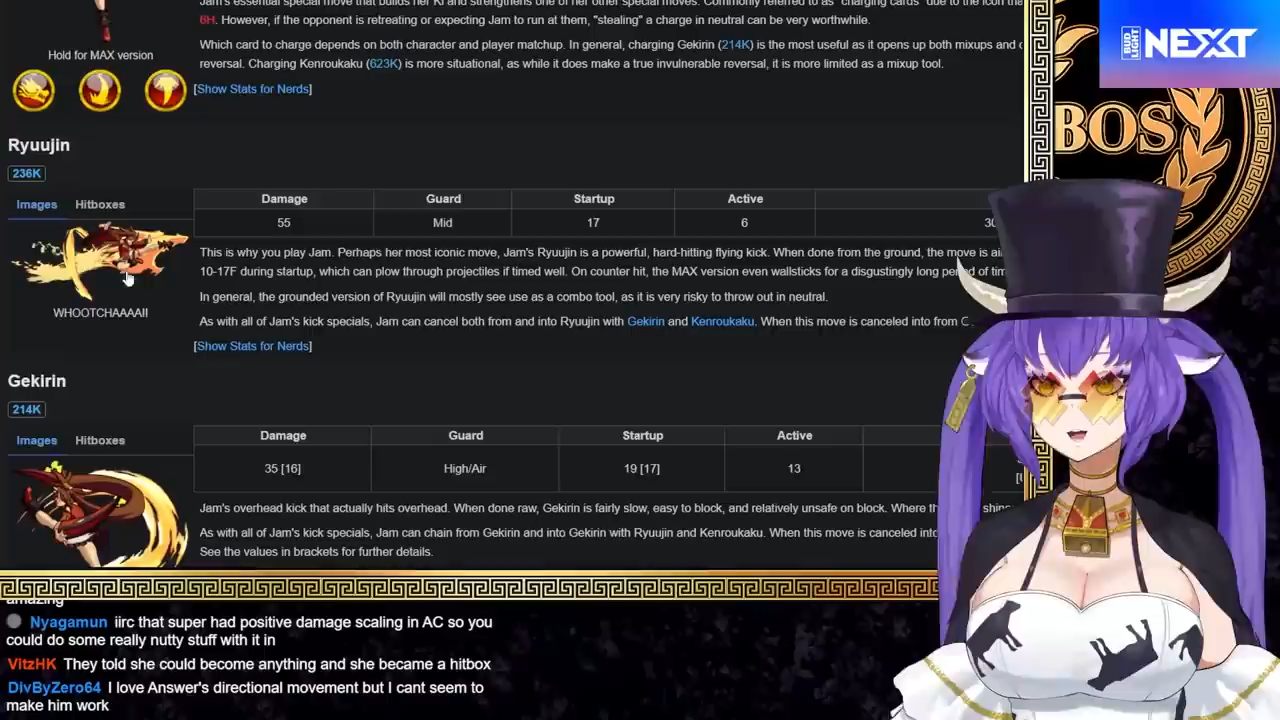 Jam's essential special move that builds her Ki and strengthens one of her other special moves. Commonly referred to as "charging cards" due to the icon tha
6H. However, if the opponent is retreating or expecting Jam to run at them, "stealing" a charge in neutral can be very worthwhile.
Which card to charge depends on both character and player matchup. In general, charging Gekirin (214K) is the most useful as it opens up both mixups and
reversal. Charging Kenroukaku (623K) is more situational, as while it does make a true invulnerable reversal, it is more limited as a mixup tool.
Hold for MAX version
[Show Stats for Nerds]
BUD LIGHT NEXT
BOS
Ryuujin
236K
Images Hitboxes
Damage Guard Startup Active
55 Mid 17 6 30
This is why you play Jam. Perhaps her most iconic move, Jam's Ryuujin is a powerful, hard-hitting flying kick. When done from the ground, the move is ai
10-17F during startup, which can plow through projectiles if timed well. On counter hit, the MAX version even wallsticks for a disgustingly long period of tim
In general, the grounded version of Ryuujin will mostly see use as a combo tool, as it is very risky to throw out in neutral.
WHOOTCHAAAAII
As with all of Jam's kick specials, Jam can cancel both from and into Ryuujin with Gekirin and Kenroukaku. When this move is canceled into from
[Show Stats for Nerds]
Gekirin
214K
Images Hitboxes
Damage Guard Startup Active
35 [16] High/Air 19 [17] 13
Jam's overhead kick that actually hits overhead. When done raw, Gekirin is fairly slow, easy to block, and relatively unsafe on block. Where th shine
As with all of Jam's kick specials, Jam can chain from Gekirin and into Gekirin with Ryuujin and Kenroukaku. When this move is canceled into
See the values in brackets for further details.
amazing
Nyagamun iirc that super had positive damage scaling in AC so you
could do some really nutty stuff with it in
VitzHK They told she could become anything and she became a hitbox
DivByZero64 I love Answer's directional movement but I cant seem to
make him work